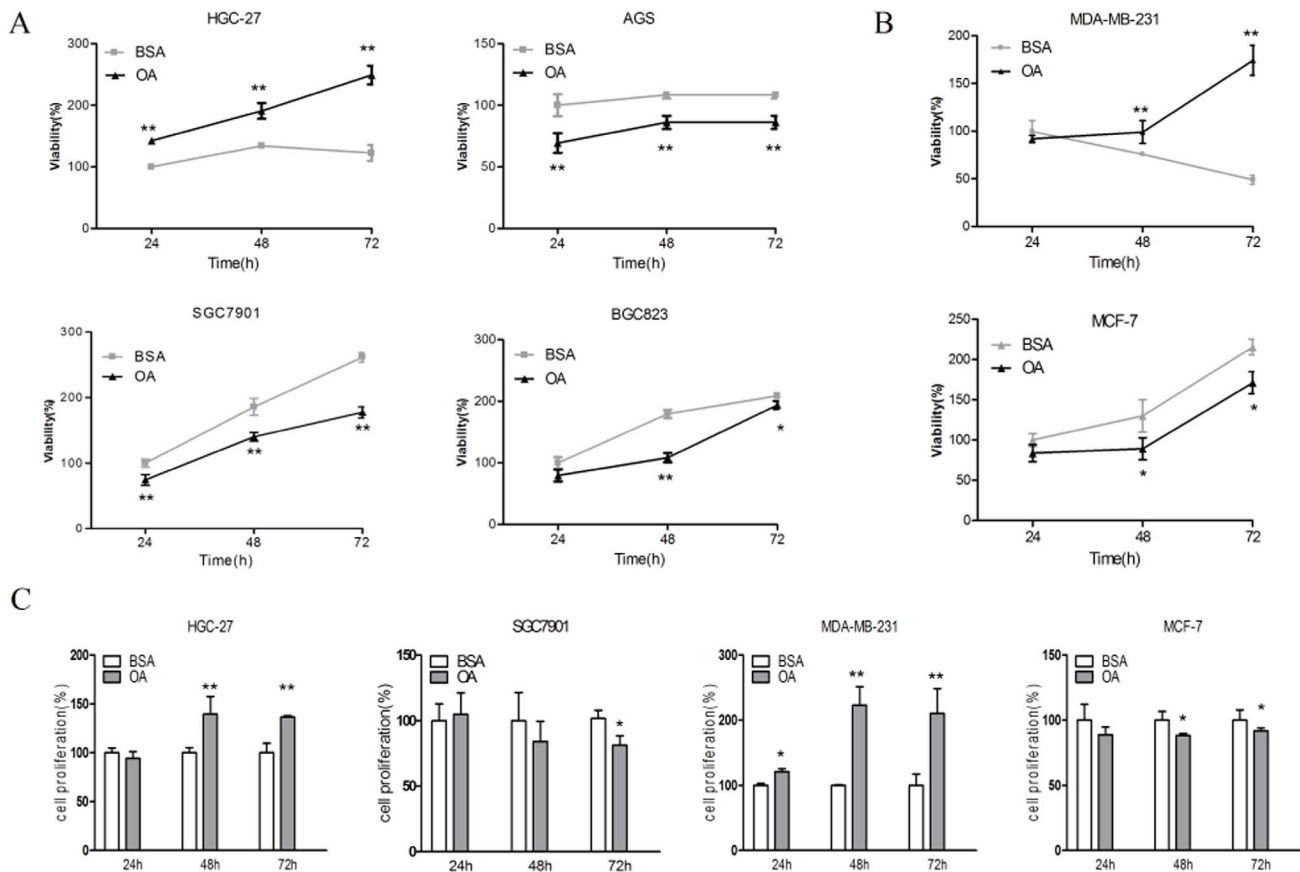 A
HGC-27
300
200
100
0
Viability(%)
BSA
OA
**
**
**
24
48
72
Time(h)
AGS
150
100
50
0
Viability(%)
BSA
OA
**
**
**
24
48
72
Time(h)
B
MDA-MB-231
200
150
100
50
0
Viability(%)
BSA
OA
**
**
24
48
72
Time(h)
SGC7901
300
200
100
0
Viability(%)
BSA
OA
**
**
**
24
48
72
Time(h)
BGC823
300
200
100
0
Viability(%)
BSA
OA
**
*
24
48
72
Time(h)
MCF-7
250
200
150
100
50
0
Viability(%)
BSA
OA
*
*
24
48
72
Time(h)
C
HGC-27
200
150
100
50
0
cell proliferation(%)
BSA
OA
**
**
24h
48h
72h
SGC7901
150
100
50
0
cell proliferation(%)
BSA
OA
*
24h
48h
72h
MDA-MB-231
300
200
100
0
cell proliferation(%)
BSA
OA
*
**
**
24h
48h
72h
MCF-7
150
100
50
0
cell proliferation(%)
BSA
OA
*
*
24h
48h
72h